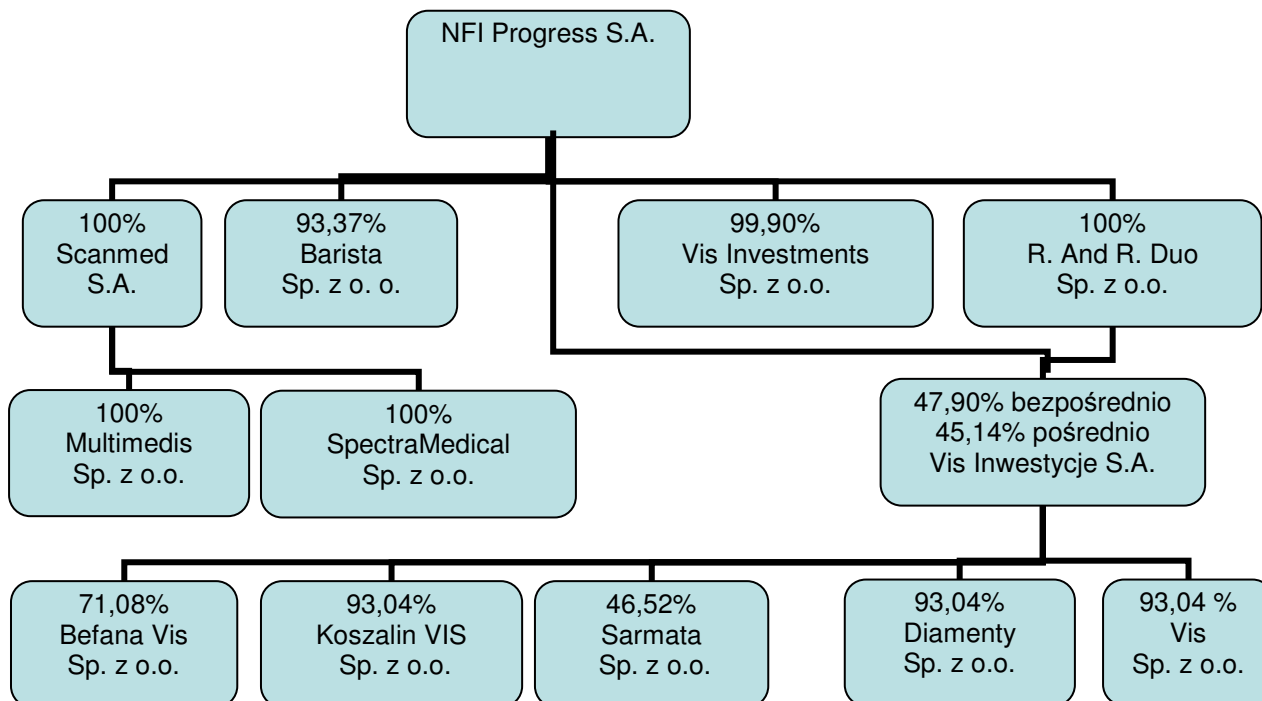 NFI Progress S.A.
100%
Scanmed
S.A.
93,37%
Barista
Sp. z o. o.
99,90%
Vis Investments
Sp. z o.o.
100%
R. And R. Duo
Sp. z o.o.
100%
Multimedis
Sp. z o.o.
100%
SpectraMedical
Sp. z o.o.
47,90% bezpośrednio
45,14% pośrednio
Vis Inwestycje S.A.
71,08%
Befana Vis
Sp. z o.o.
93,04%
Koszalin VIS
Sp. z o.o.
46,52%
Sarmata
Sp. z o.o.
93,04%
Diamenty
Sp. z o.o.
93,04 %
Vis
Sp. z o.o.